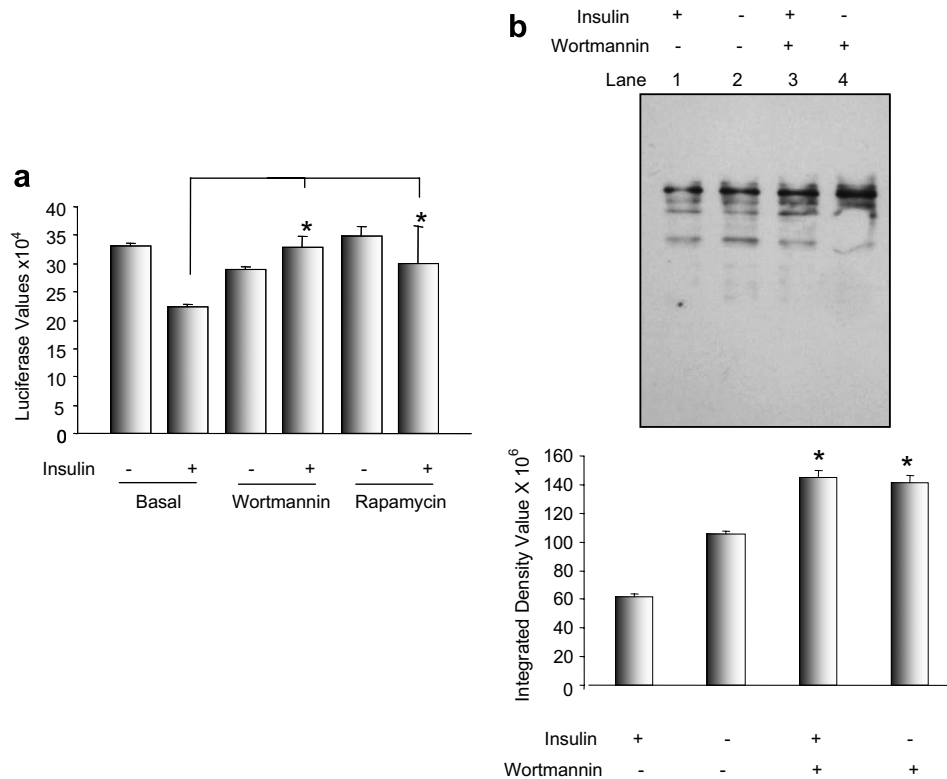 a
Luciferase Values x10⁴
40
35
30
25
20
15
10
5
0
* *
Insulin - + - + - +
Basal Wortmannin Rapamycin
b
Insulin + - + -
Wortmannin - - + +
Lane 1 2 3 4
Integrated Density Value X 10⁶
160
140
120
100
80
60
40
20
0
* *
Insulin + - + -
Wortmannin - - + +